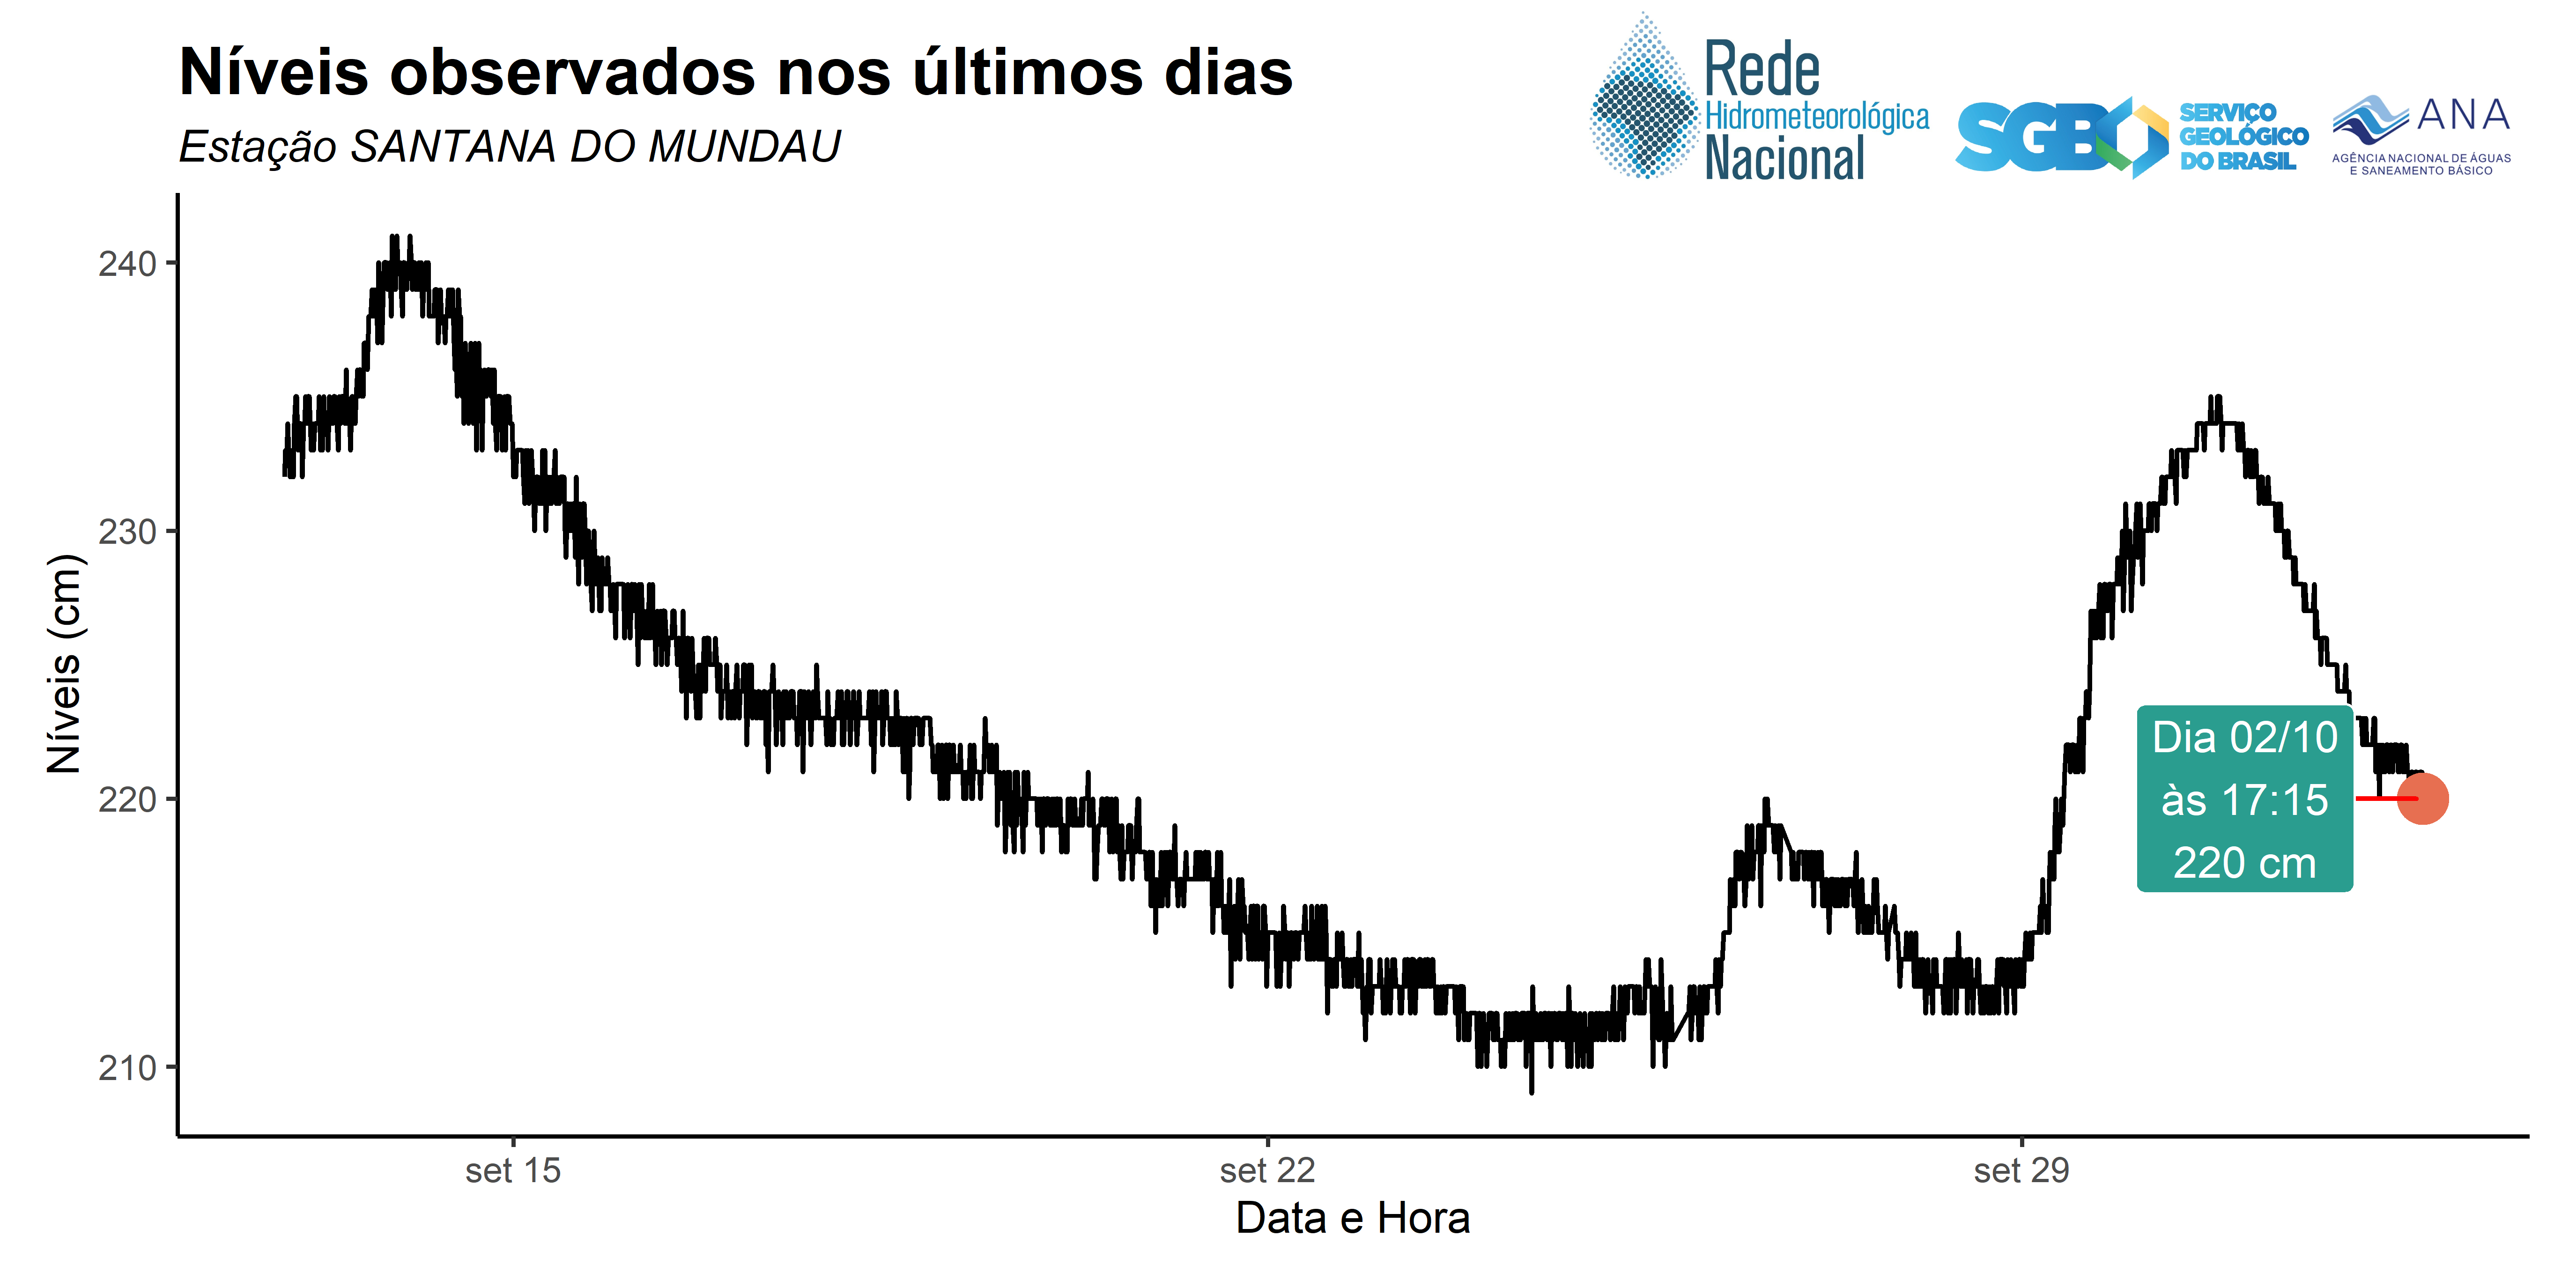 Níveis observados nos últimos dias
Estação SANTANA DO MUNDAU
Rede
Hidrometeorológica
Nacional
SGB
SERVIÇO
GEOLÓGICO
DO BRASIL
ANA
AGÊNCIA NACIONAL DE ÁGUAS
E SANEAMENTO BÁSICO
Níveis (cm)
240
230
220
210
Dia 02/10
às 17:15
220 cm
set 15
set 22
set 29
Data e Hora